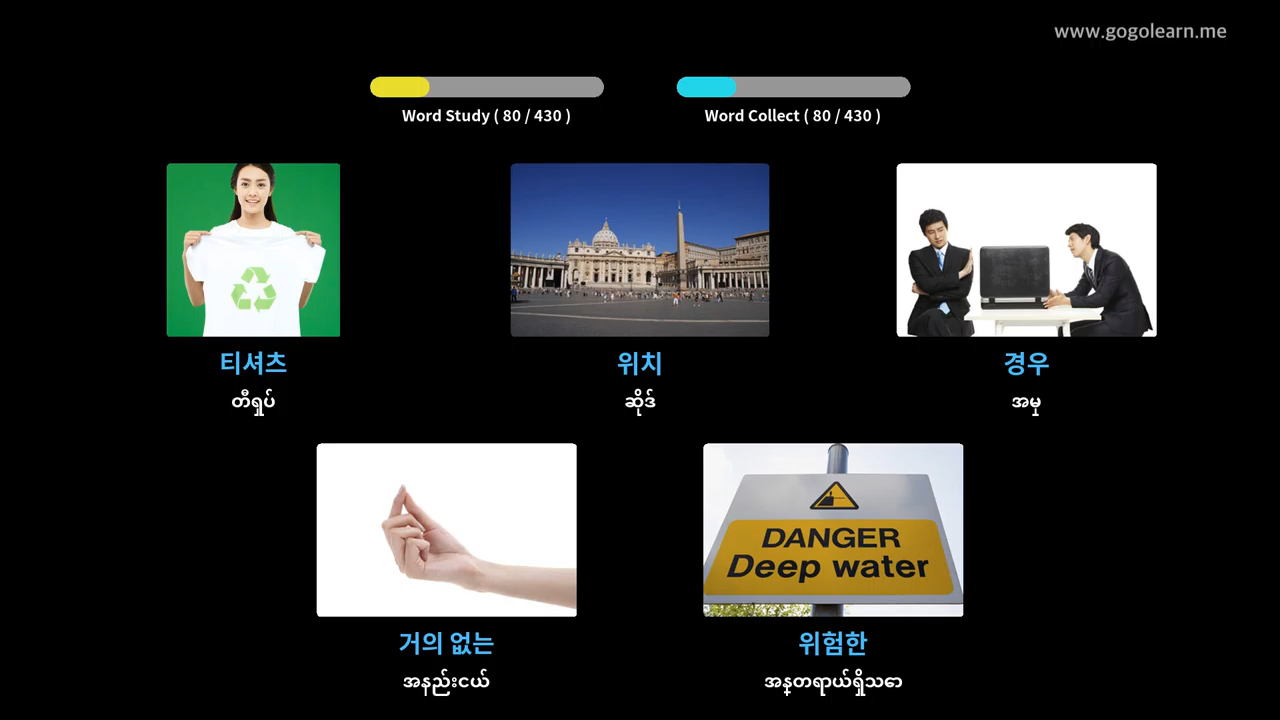 www.gogolearn.me
Word Study ( 80 / 430 )
Word Collect ( 80 / 430 )
티셔츠
တီရှပ်
위치
ဆိုဒ်
경우
အမှု
DANGER
Deep water
거의 없는
အနည်းငယ်
위험한
အန္တရာယ်ရှိသော